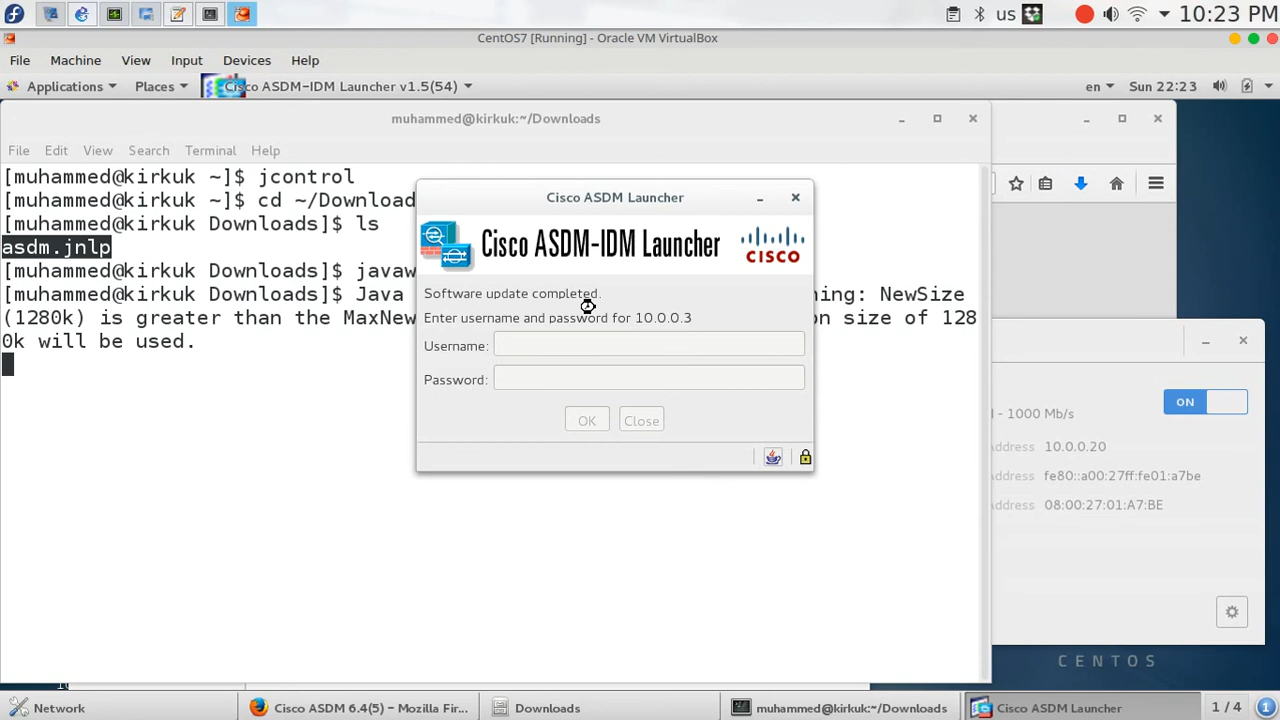 us
10:23 PM
CentOS7 [Running] - Oracle VM VirtualBox
File Machine View Input Devices Help
Applications Places Cisco ASDM-IDM Launcher v1.5(54) en Sun 22:23
muhammed@kirkuk:~/Downloads
File Edit View Search Terminal Help
[muhammed@kirkuk ~]$ jcontrol
[muhammed@kirkuk ~]$ cd ~/Download
[muhammed@kirkuk Downloads]$ ls
asdm.jnlp
[muhammed@kirkuk Downloads]$ javaw
[muhammed@kirkuk Downloads]$ Java
ning: NewSize
(1280k) is greater than the MaxNew
on size of 128
0k will be used.
Cisco ASDM Launcher
Cisco ASDM-IDM Launcher
CISCO
Software update completed.
Enter username and password for 10.0.0.3
Username:
Password:
OK Close
ON
d - 1000 Mb/s
Address 10.0.0.20
Address fe80::a00:27ff:fe01:a7be
Address 08:00:27:01:A7:BE
CENTOS
Network
Cisco ASDM 6.4(5) - Mozilla Fir...
Downloads
muhammed@kirkuk:~/Downloads
Cisco ASDM Launcher
1 / 4
1